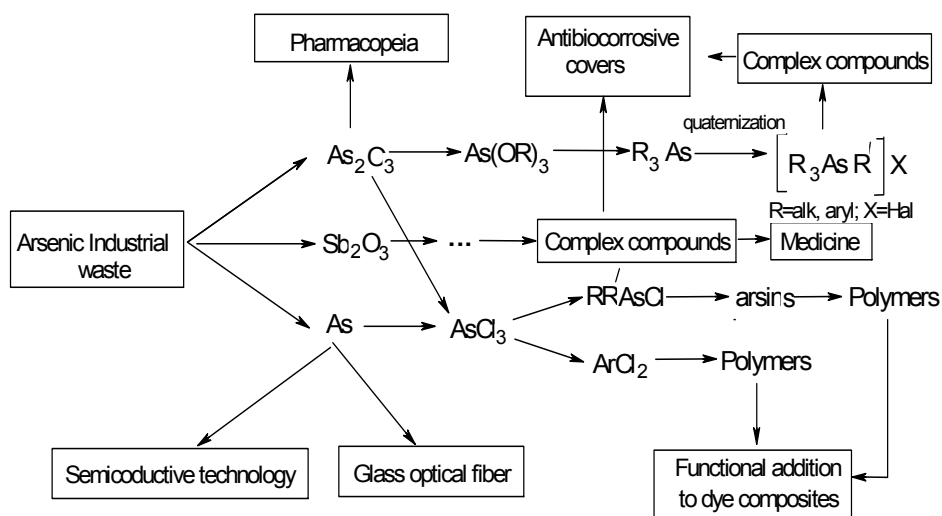 Pharmacopeia
Antibiocorrosive
covers
Complex compounds
quaternization
As₂C₃
As(OR)₃
R₃ As
[R₃As R']X
R=alk, aryl; X=Hal
Arsenic Industrial
waste
Sb₂O₃
...
Complex compounds
Medicine
RR'AsCl
arsins
Polymers
As
AsCl₃
ArCl₂
Polymers
Semicoductive technology
Glass optical fiber
Functional addition
to dye composites